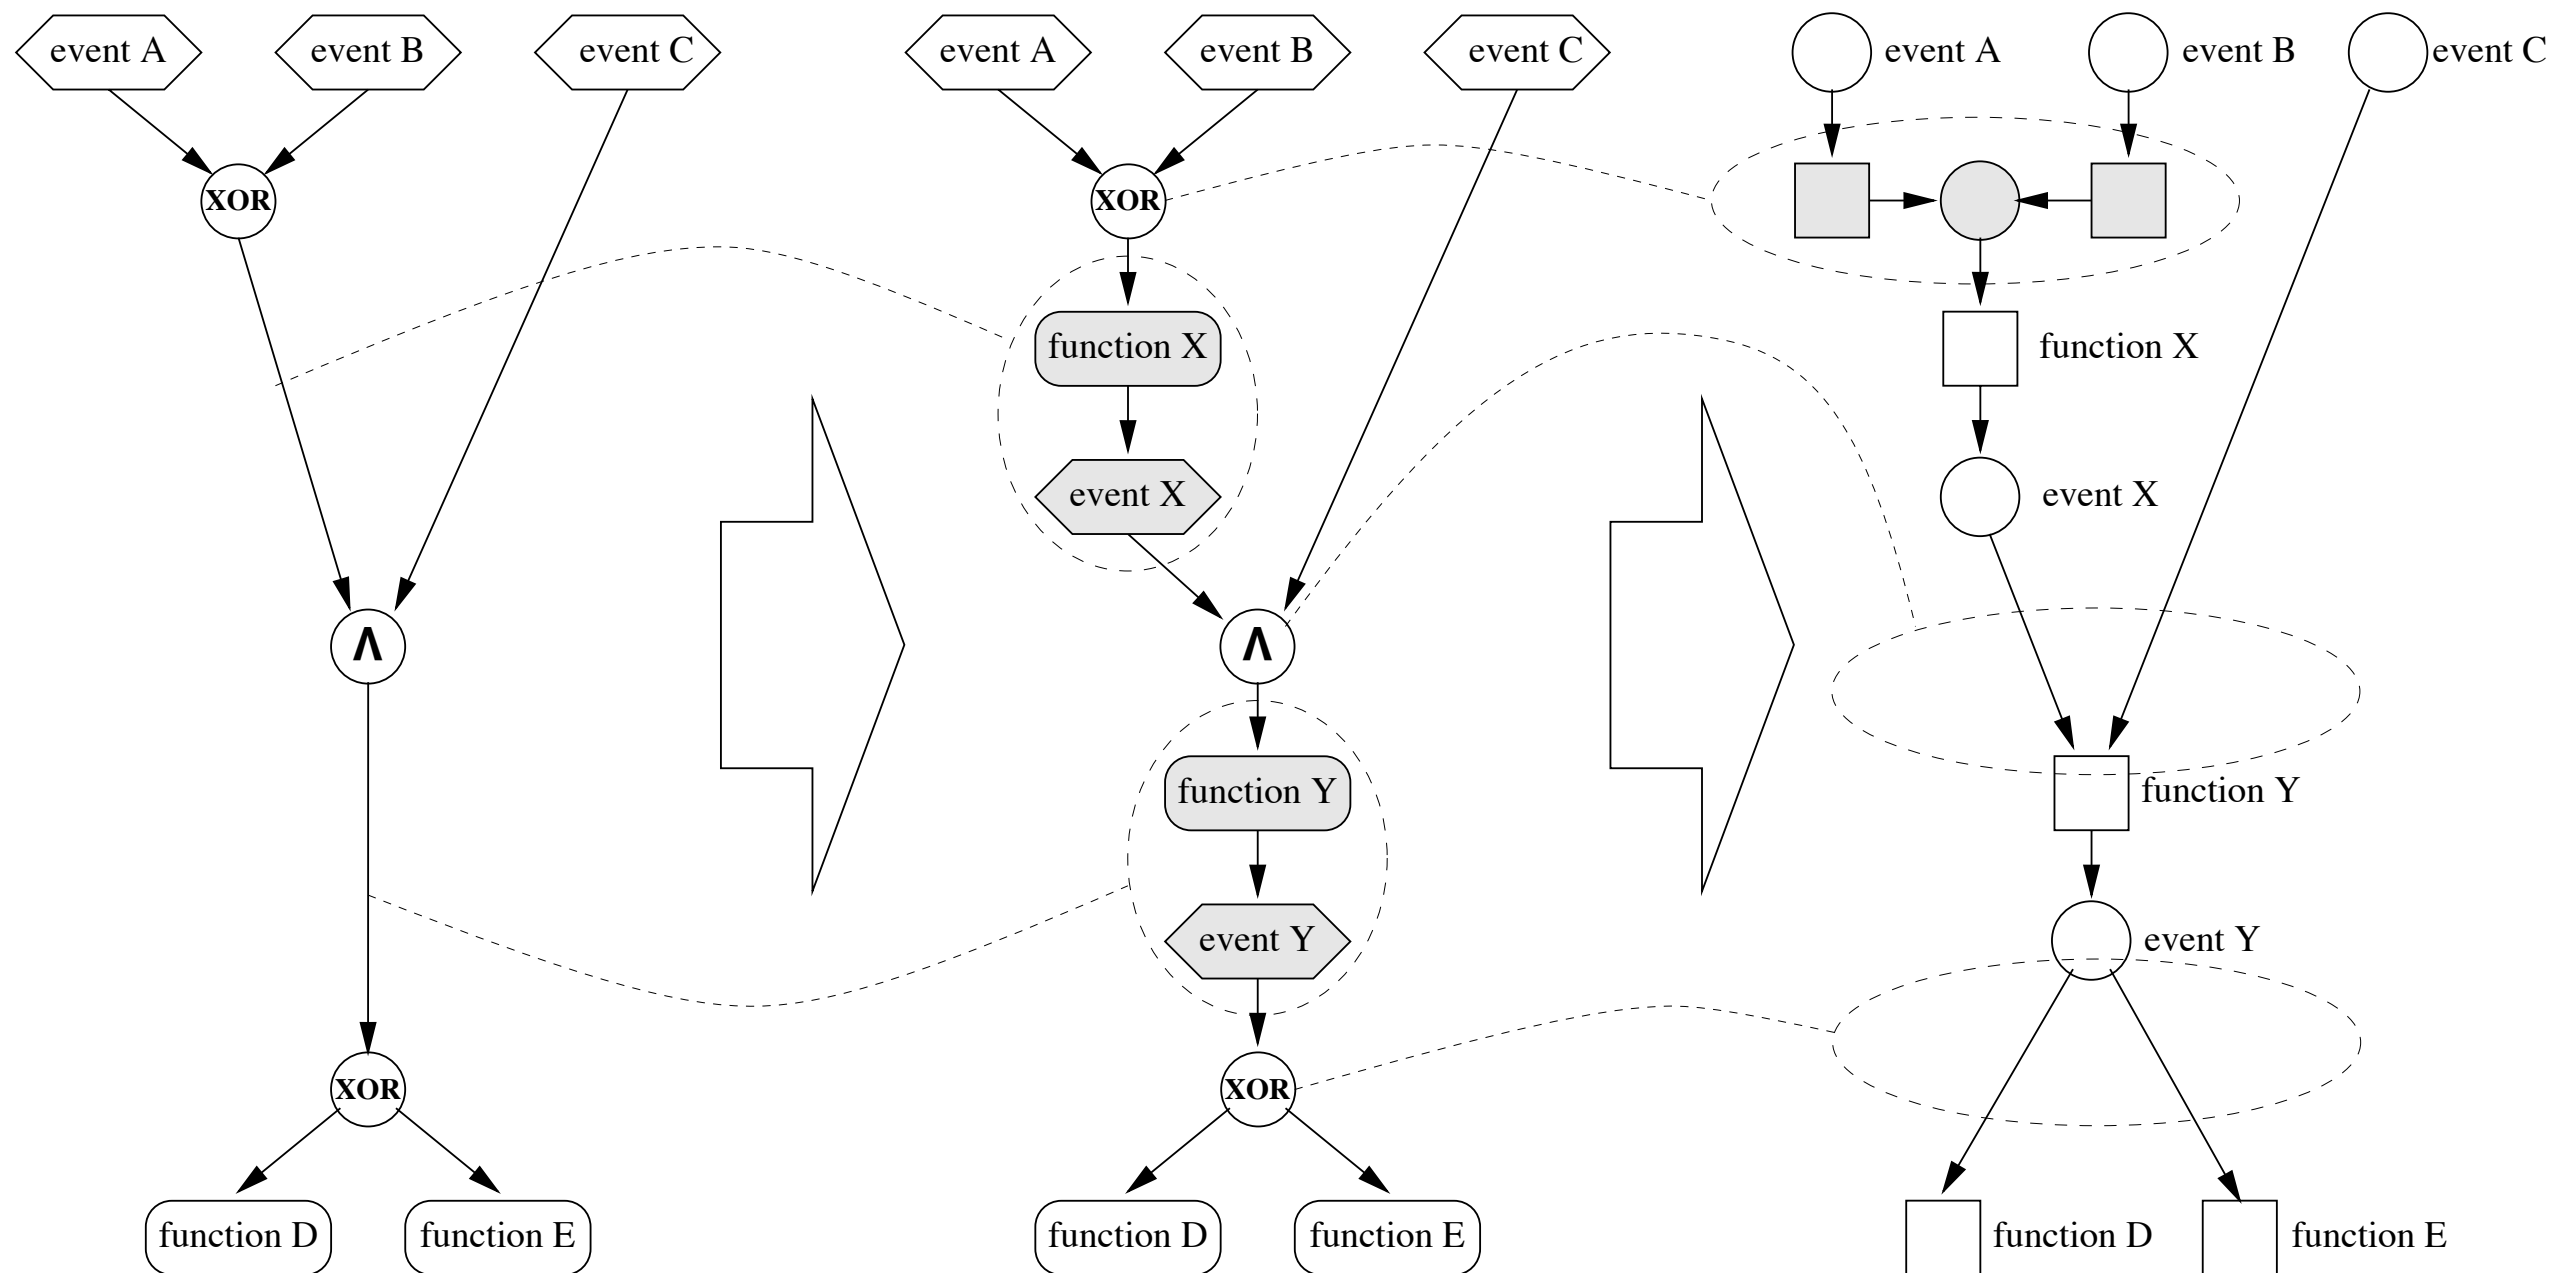 event A
event B
event C
XOR
Λ
XOR
function D
function E
event A
event B
event C
XOR
function X
event X
Λ
function Y
event Y
XOR
function D
function E
event A
event B
event C
function X
event X
function Y
event Y
function D
function E